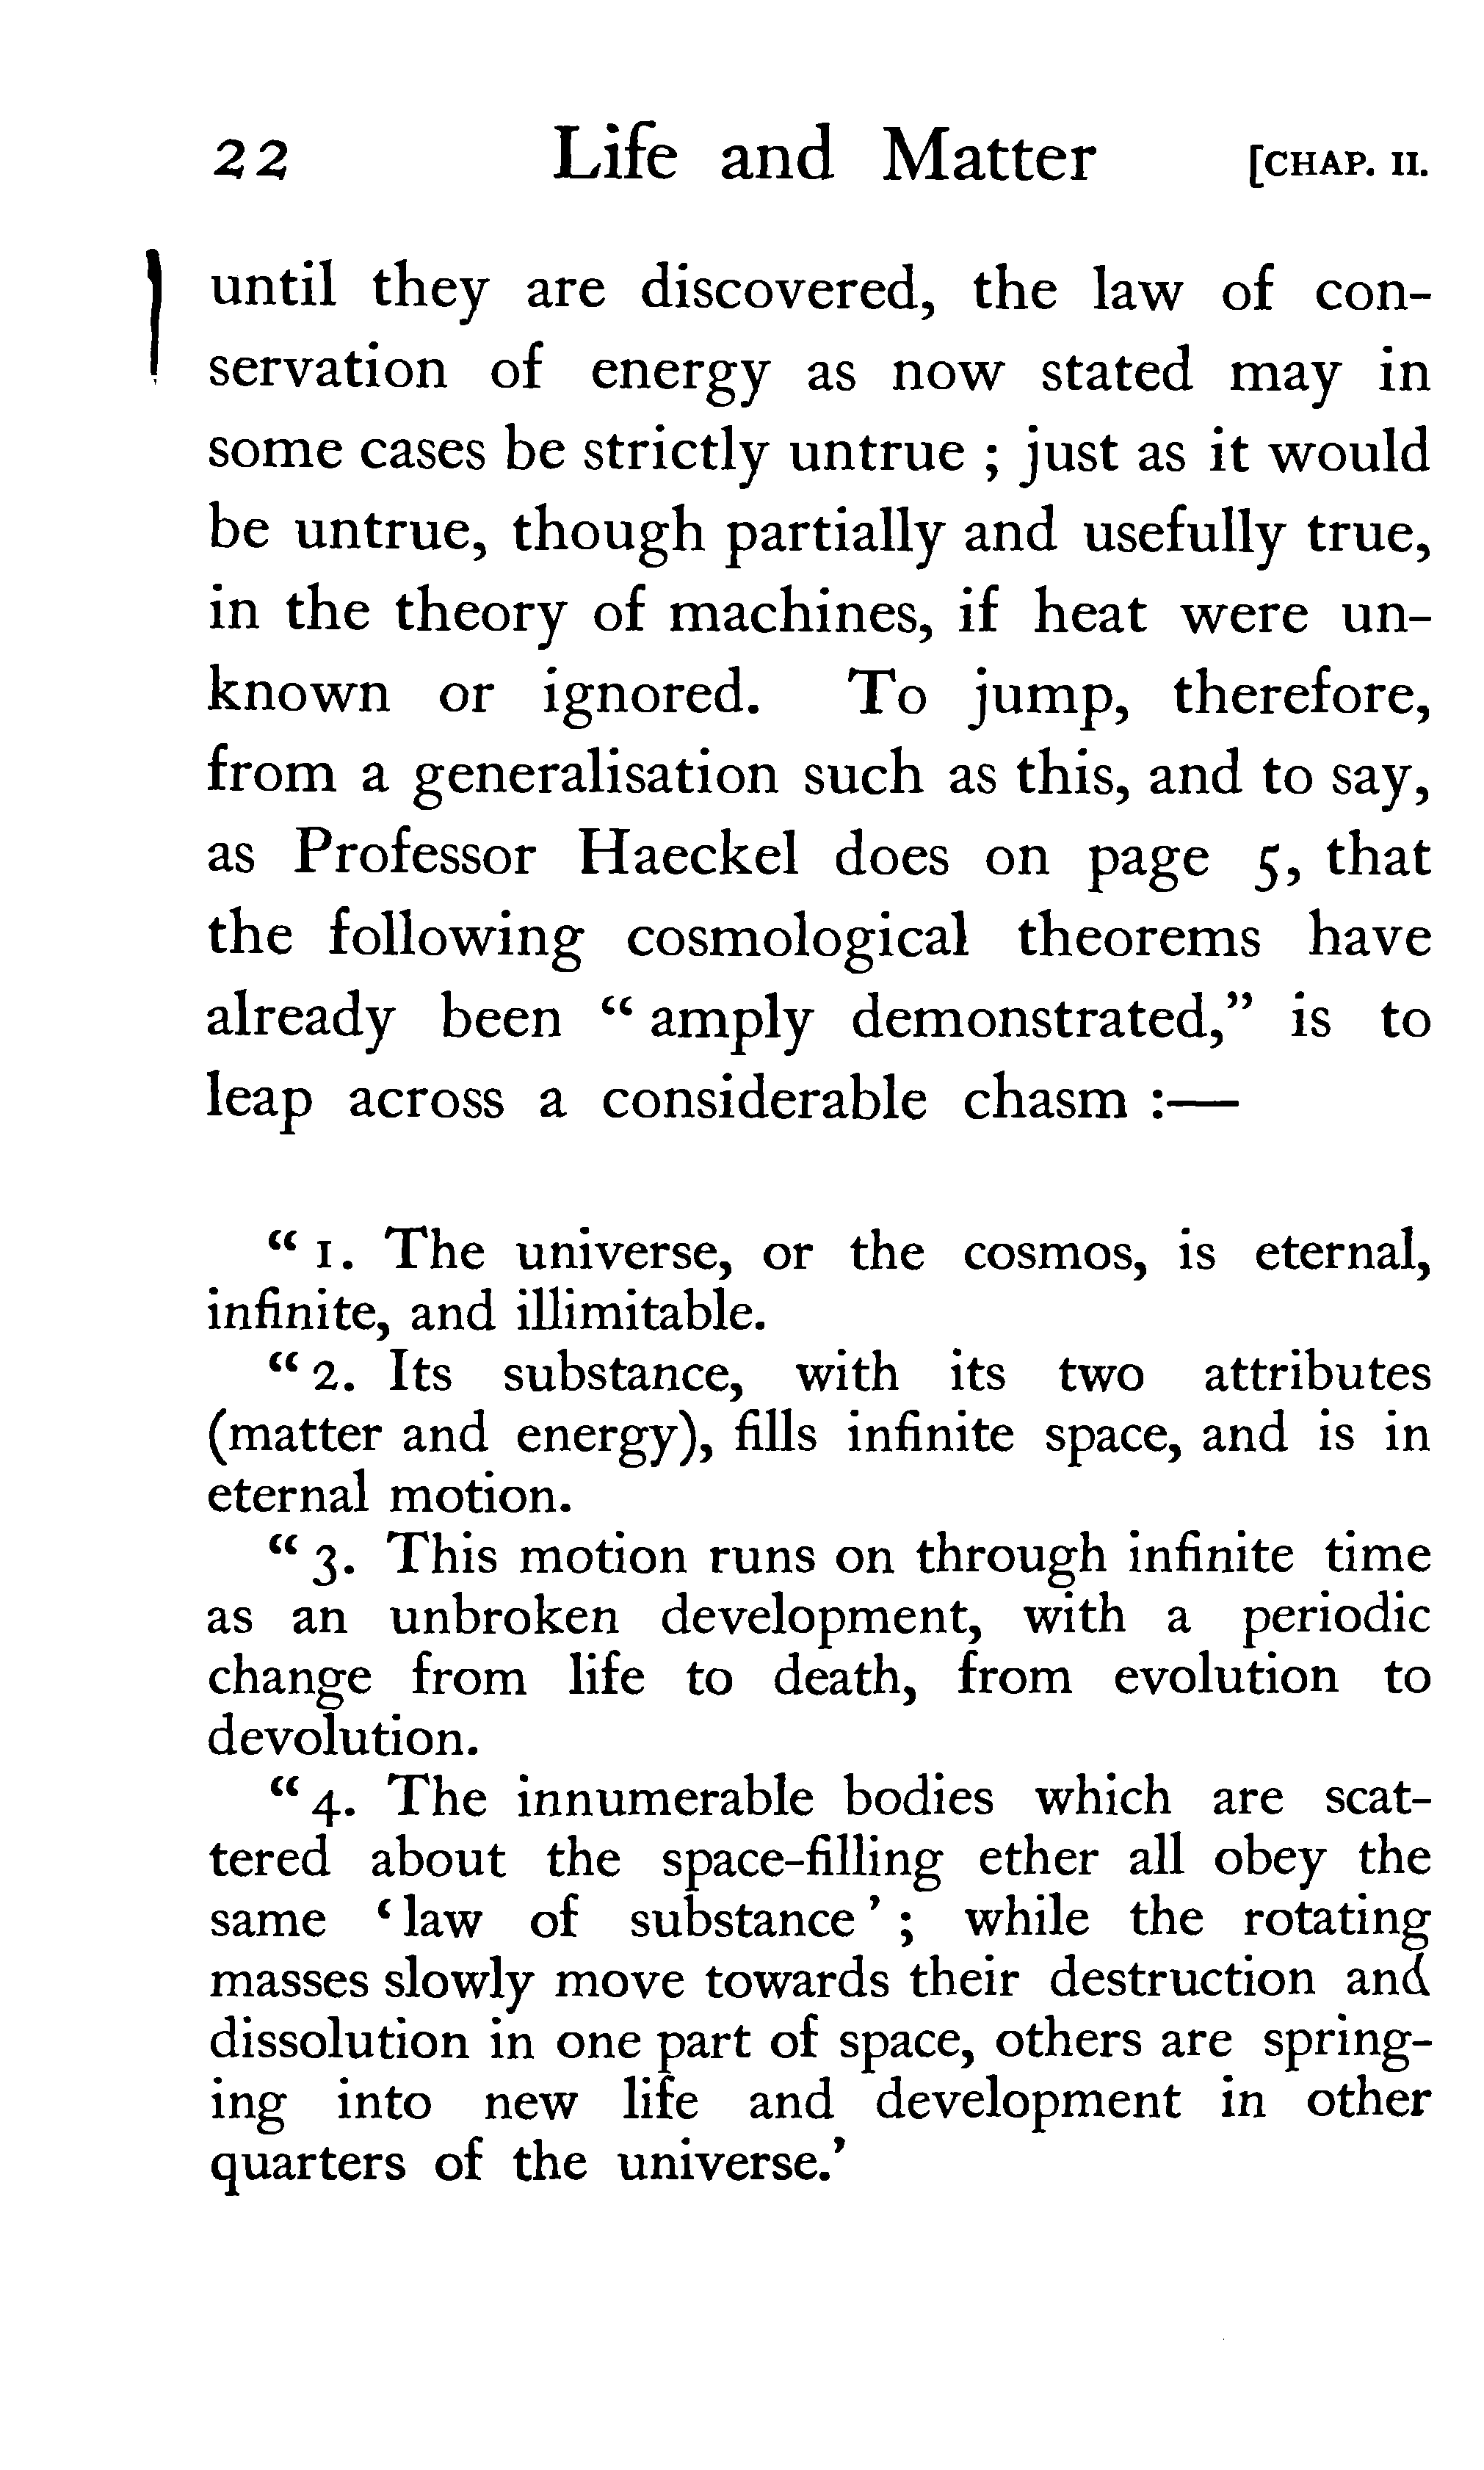 22 Life and Matter [CHAP. II.
until they are discovered, the law of con-
servation of energy as now stated may in
some cases be strictly untrue ; just as it would
be untrue, though partially and usefully true,
in the theory of machines, if heat were un-
known or ignored. To jump, therefore,
from a generalisation such as this, and to say,
as Professor Haeckel does on page 5, that
the following cosmological theorems have
already been “ amply demonstrated,” is to
leap across a considerable chasm :—
“ 1. The universe, or the cosmos, is eternal,
infinite, and illimitable.
“ 2. Its substance, with its two attributes
(matter and energy), fills infinite space, and is in
eternal motion.
“ 3. This motion runs on through infinite time
as an unbroken development, with a periodic
change from life to death, from evolution to
devolution.
“ 4. The innumerable bodies which are scat-
tered about the space-filling ether all obey the
same ‘ law of substance ’ ; while the rotating
masses slowly move towards their destruction and
dissolution in one part of space, others are spring-
ing into new life and development in other
quarters of the universe.’